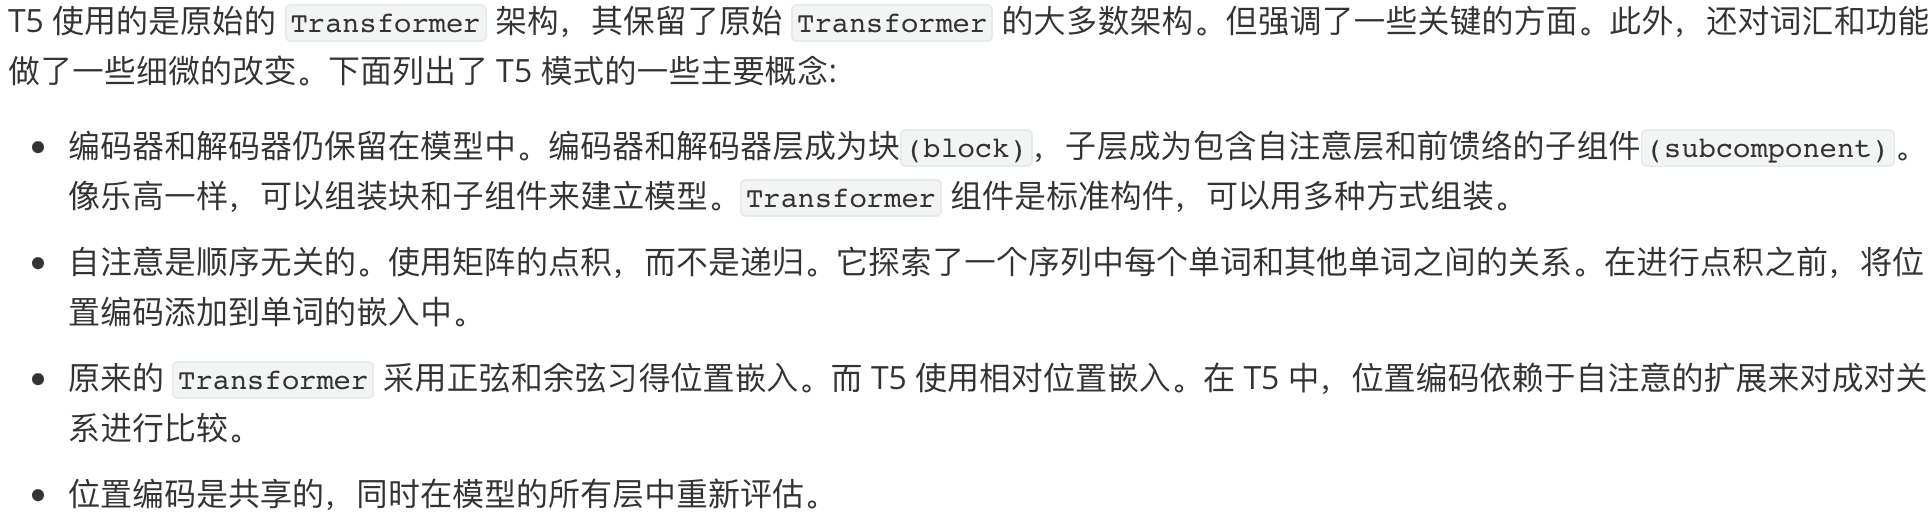 T5 使用的是原始的 Transformer 架构，其保留了原始 Transformer 的大多数架构。但强调了一些关键的方面。此外，还对词汇和功能
做了一些细微的改变。下面列出了 T5 模式的一些主要概念:
• 编码器和解码器仍保留在模型中。编码器和解码器层成为块(block)，子层成为包含自注意层和前馈络的子组件(subcomponent)。
像乐高一样，可以组装块和子组件来建立模型。Transformer 组件是标准构件，可以用多种方式组装。
• 自注意是顺序无关的。使用矩阵的点积，而不是递归。它探索了一个序列中每个单词和其他单词之间的关系。在进行点积之前，将位
置编码添加到单词的嵌入中。
• 原来的 Transformer 采用正弦和余弦习得位置嵌入。而 T5 使用相对位置嵌入。在 T5 中，位置编码依赖于自注意的扩展来对成对关
系进行比较。
• 位置编码是共享的，同时在模型的所有层中重新评估。